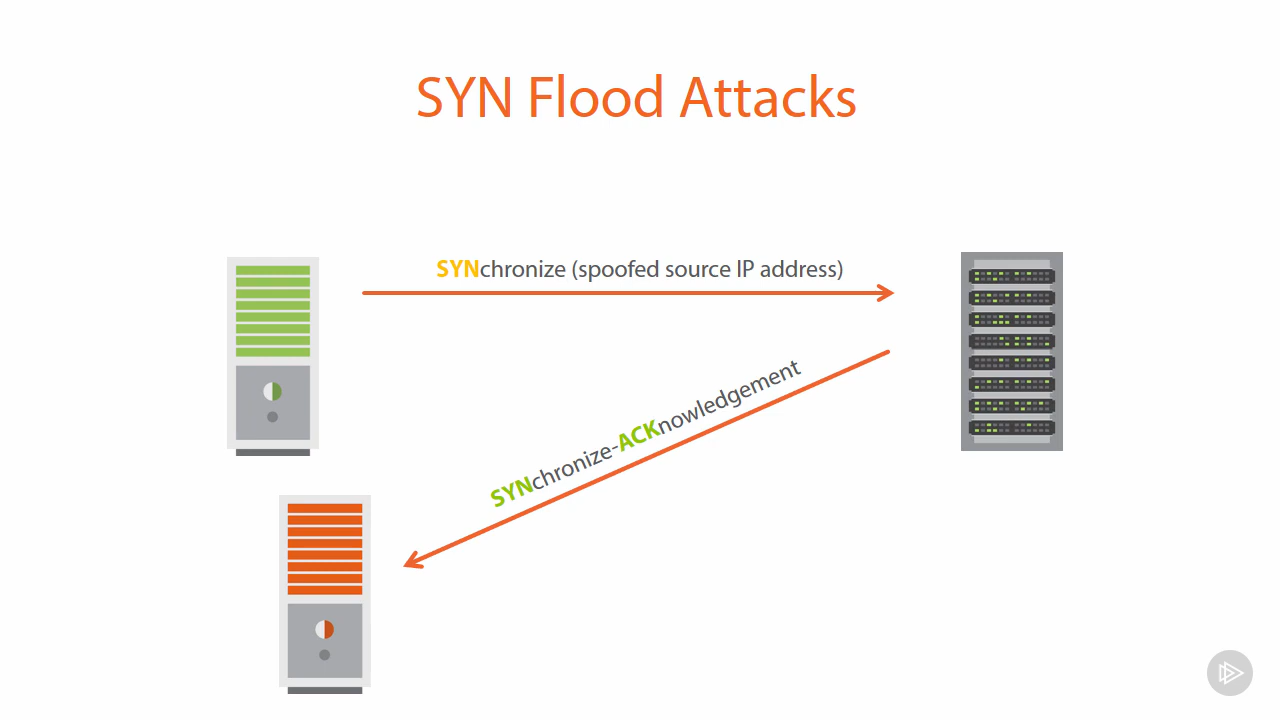 SYN Flood Attacks
SYNchronize (spoofed source IP address)
SYNchronize-ACKnowledgement